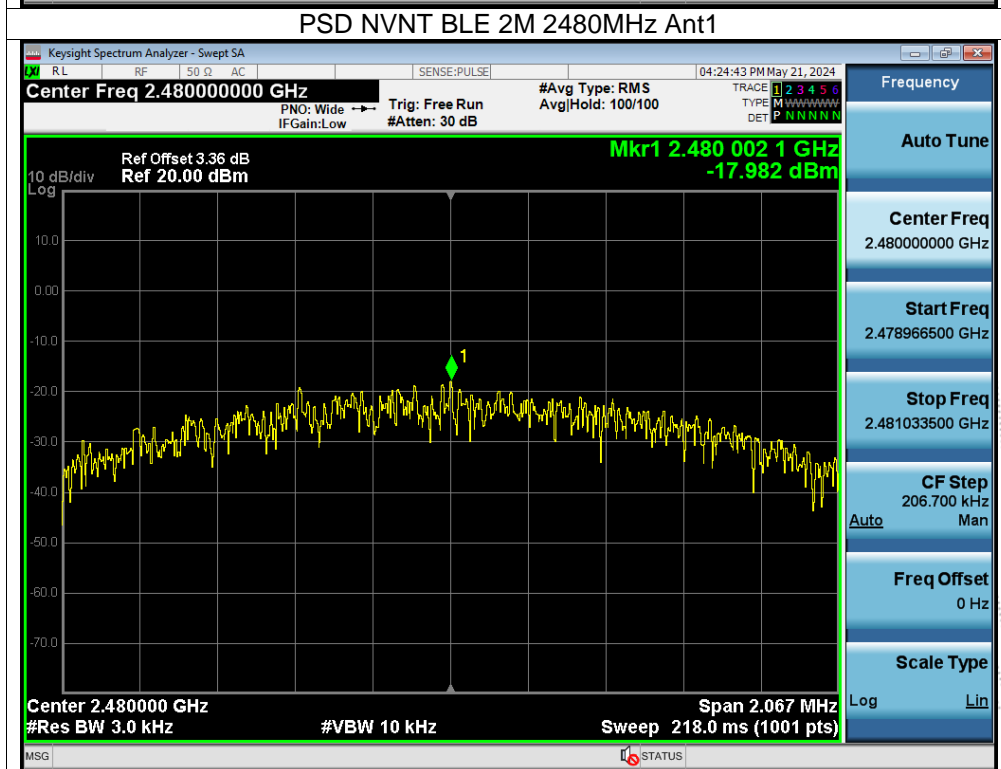 PSD NVNT BLE 2M 2480MHz Ant1
Keysight Spectrum Analyzer - Swept SA
LXI RL RF 50 Ω AC SENSE:PULSE 04:24:43 PM May 21, 2024
Center Freq 2.480000000 GHz
PNO: Wide
IFGain:Low
Trig: Free Run
#Atten: 30 dB
#Avg Type: RMS
Avg|Hold: 100/100
TRACE 1 2 3 4 5 6
TYPE M WWWWW
DET P N N N N N
Ref Offset 3.36 dB
10 dB/div Ref 20.00 dBm
Log
Mkr1 2.480 002 1 GHz
-17.982 dBm
10.0
0.00
-10.0
-20.0
-30.0
-40.0
-50.0
-60.0
-70.0
1
Center 2.480000 GHz
#Res BW 3.0 kHz
#VBW 10 kHz
Span 2.067 MHz
Sweep 218.0 ms (1001 pts)
MSG
STATUS
Frequency
Auto Tune
Center Freq
2.480000000 GHz
Start Freq
2.478966500 GHz
Stop Freq
2.481033500 GHz
CF Step
206.700 kHz
Auto Man
Freq Offset
0 Hz
Scale Type
Log Lin